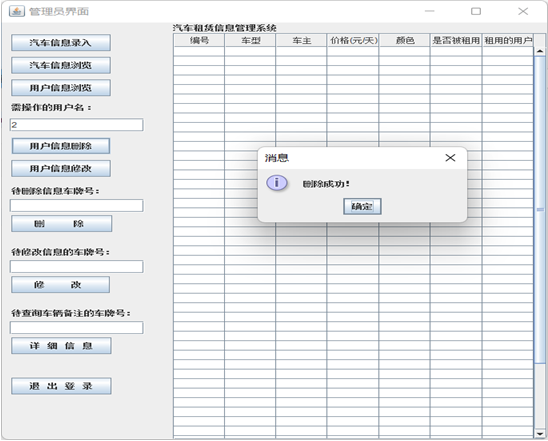 管理员界面
汽车租赁信息管理系统
编号 车型 车主 价格(元/天) 颜色 是否被租用 租用的用户
汽车信息录入
汽车信息浏览
用户信息浏览
需操作的用户名：
2
用户信息删除
用户信息修改
待删除信息车牌号：
删 除
待修改信息的车牌号：
修 改
待查询车辆备注的车牌号：
详 细 信 息
退 出 登 录
消息
删除成功！
确定